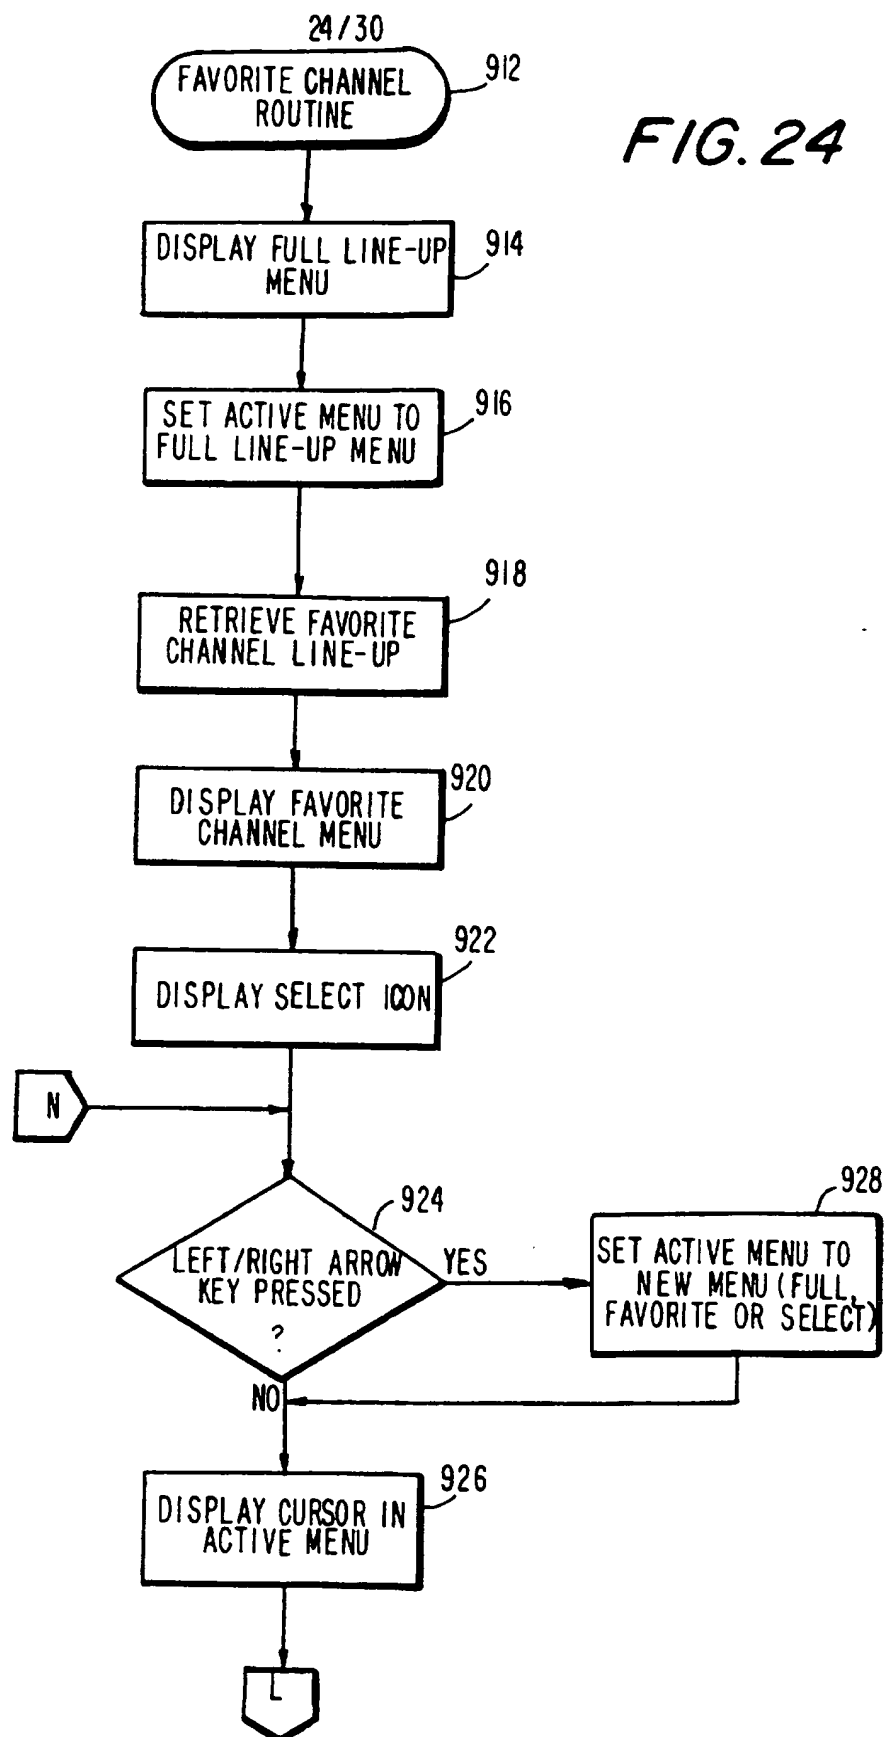 24/30
FAVORITE CHANNEL
ROUTINE
912
FIG. 24
DISPLAY FULL LINE-UP
MENU
914
SET ACTIVE MENU TO
FULL LINE-UP MENU
916
RETRIEVE FAVORITE
CHANNEL LINE-UP
918
DISPLAY FAVORITE
CHANNEL MENU
920
DISPLAY SELECT ICON
922
N
924
LEFT/RIGHT ARROW
KEY PRESSED
?
YES
928
SET ACTIVE MENU TO
NEW MENU (FULL,
FAVORITE OR SELECT)
NO
DISPLAY CURSOR IN
ACTIVE MENU
926
L